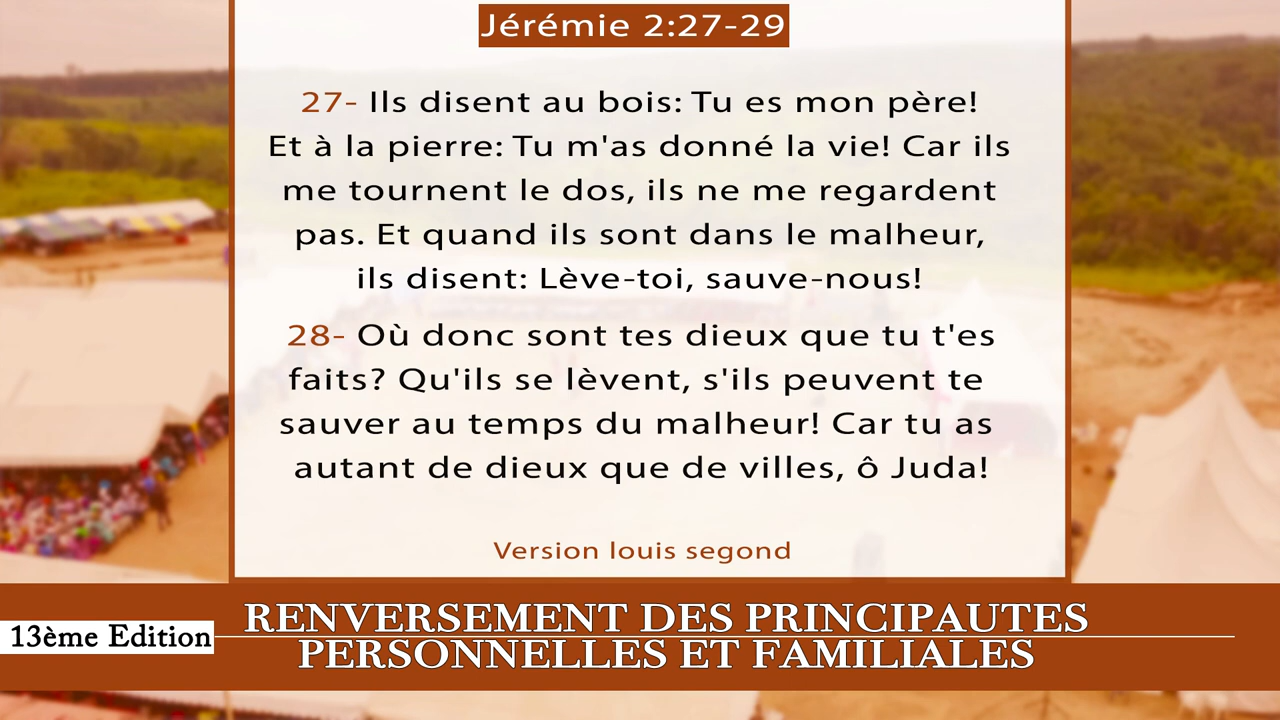 Jérémie 2:27-29
27- Ils disent au bois: Tu es mon père!
Et à la pierre: Tu m'as donné la vie! Car ils
me tournent le dos, ils ne me regardent
pas. Et quand ils sont dans le malheur,
ils disent: Lève-toi, sauve-nous!
28- Où donc sont tes dieux que tu t'es
faits? Qu'ils se lèvent, s'ils peuvent te
sauver au temps du malheur! Car tu as
autant de dieux que de villes, ô Juda!
Version louis segond
13ème Edition
RENVERSEMENT DES PRINCIPAUTES
PERSONNELLES ET FAMILIALES